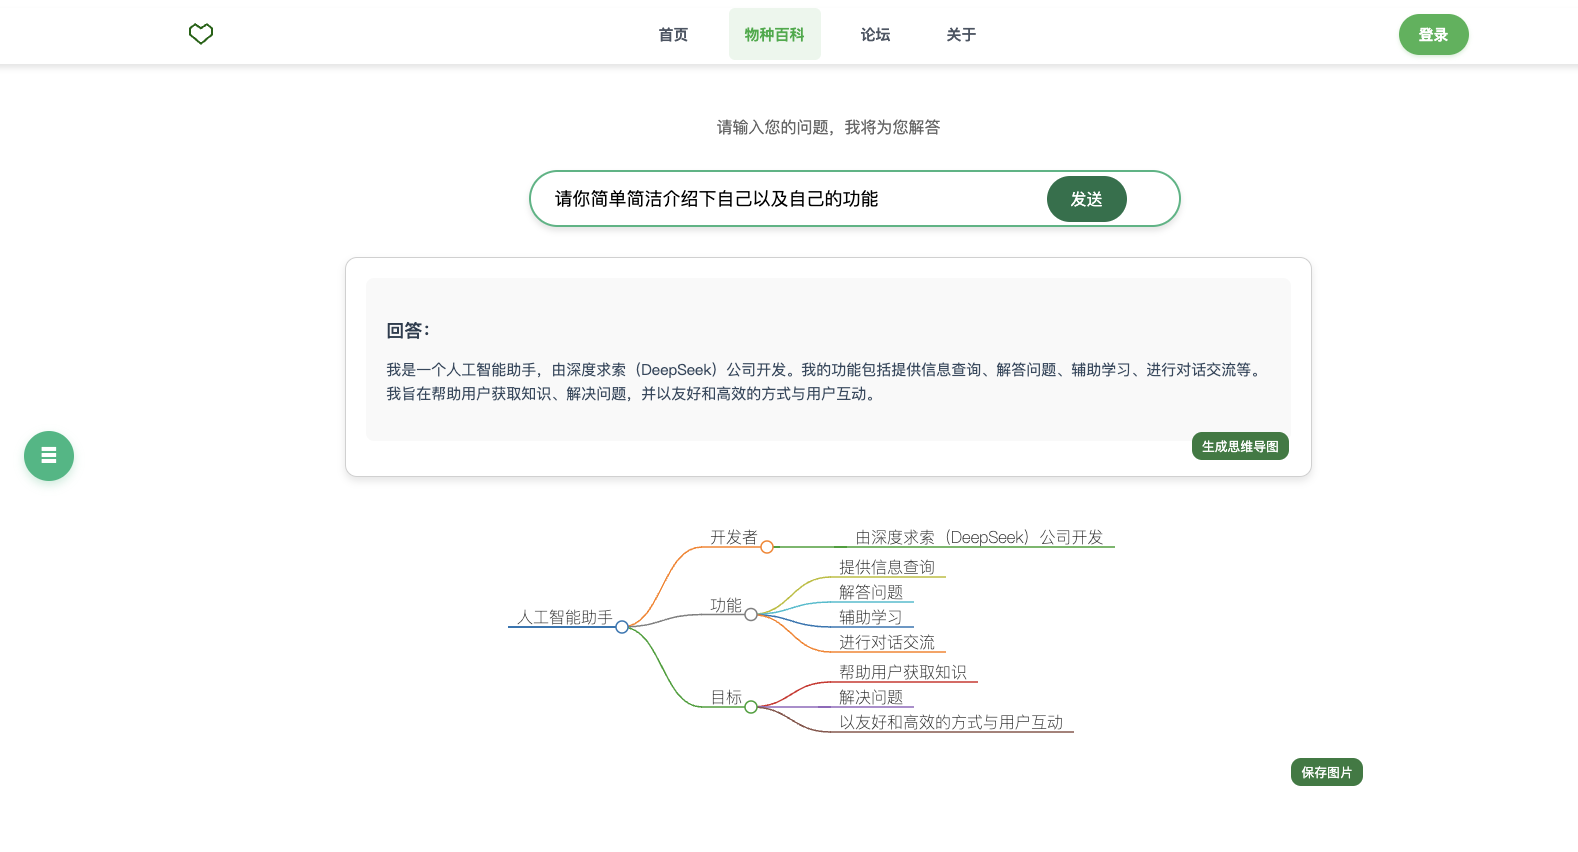 首页
物种百科
论坛
关于
登录
请输入您的问题，我将为您解答
请你简单简洁介绍下自己以及自己的功能
发送
回答：
我是一个人工智能助手，由深度求索（DeepSeek）公司开发。我的功能包括提供信息查询、解答问题、辅助学习、进行对话交流等。
我旨在帮助用户获取知识、解决问题，并以友好和高效的方式与用户互动。
生成思维导图
人工智能助手
开发者
由深度求索（DeepSeek）公司开发
功能
提供信息查询
解答问题
辅助学习
进行对话交流
目标
帮助用户获取知识
解决问题
以友好和高效的方式与用户互动
保存图片